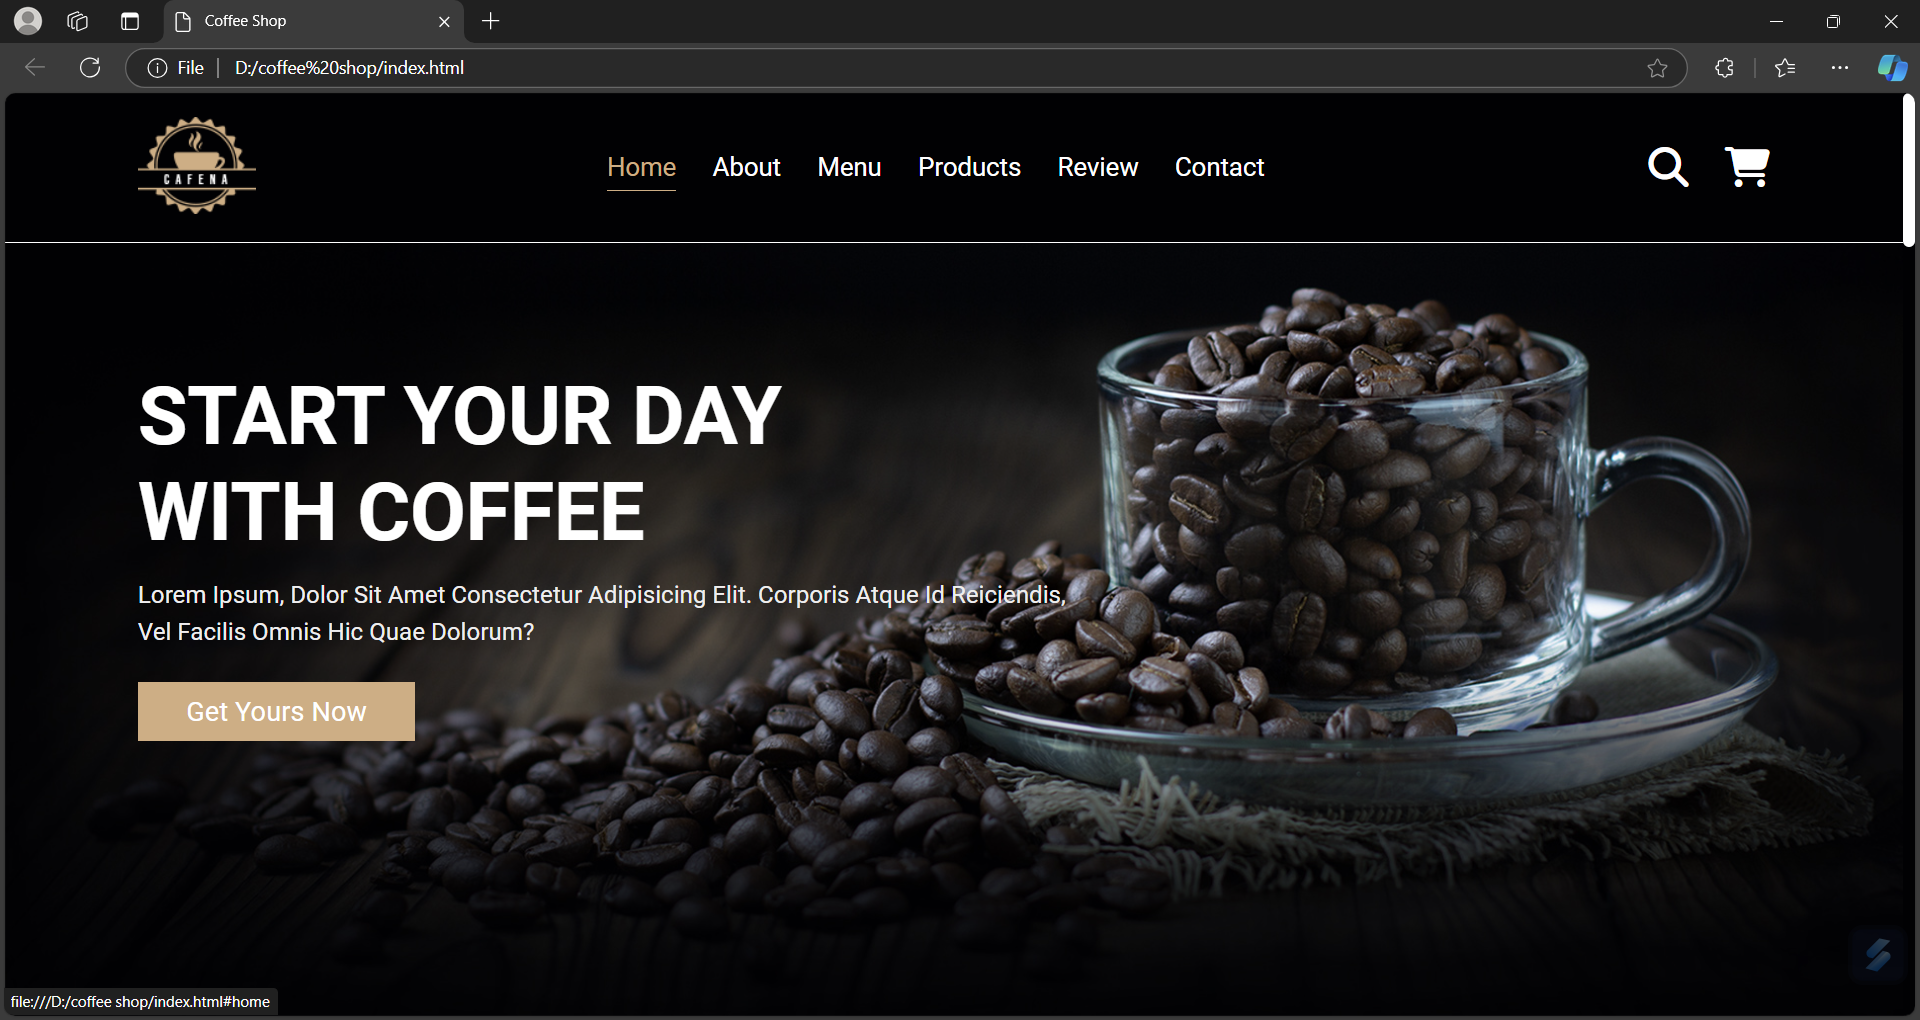 Coffee Shop
File
D:/coffee%20shop/index.html
CAFENA
Home
About
Menu
Products
Review
Contact
START YOUR DAY
WITH COFFEE
Lorem Ipsum, Dolor Sit Amet Consectetur Adipisicing Elit. Corporis Atque Id Reiciendis,
Vel Facilis Omnis Hic Quae Dolorum?
Get Yours Now
file:///D:/coffee shop/index.html#home